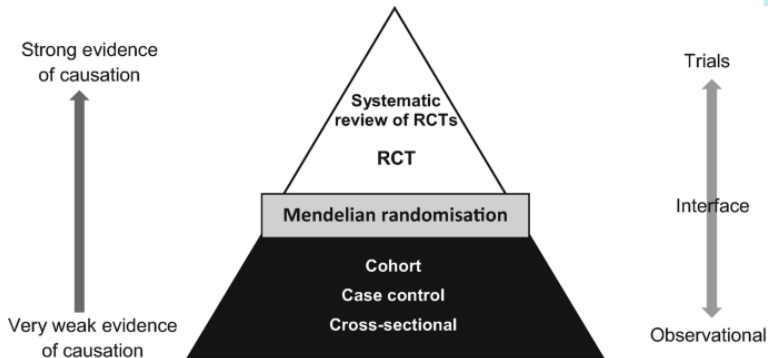 Strong evidence
of causation
Very weak evidence
of causation
Systematic
review of RCTs
RCT
Mendelian randomisation
Cohort
Case control
Cross-sectional
Trials
Interface
Observational